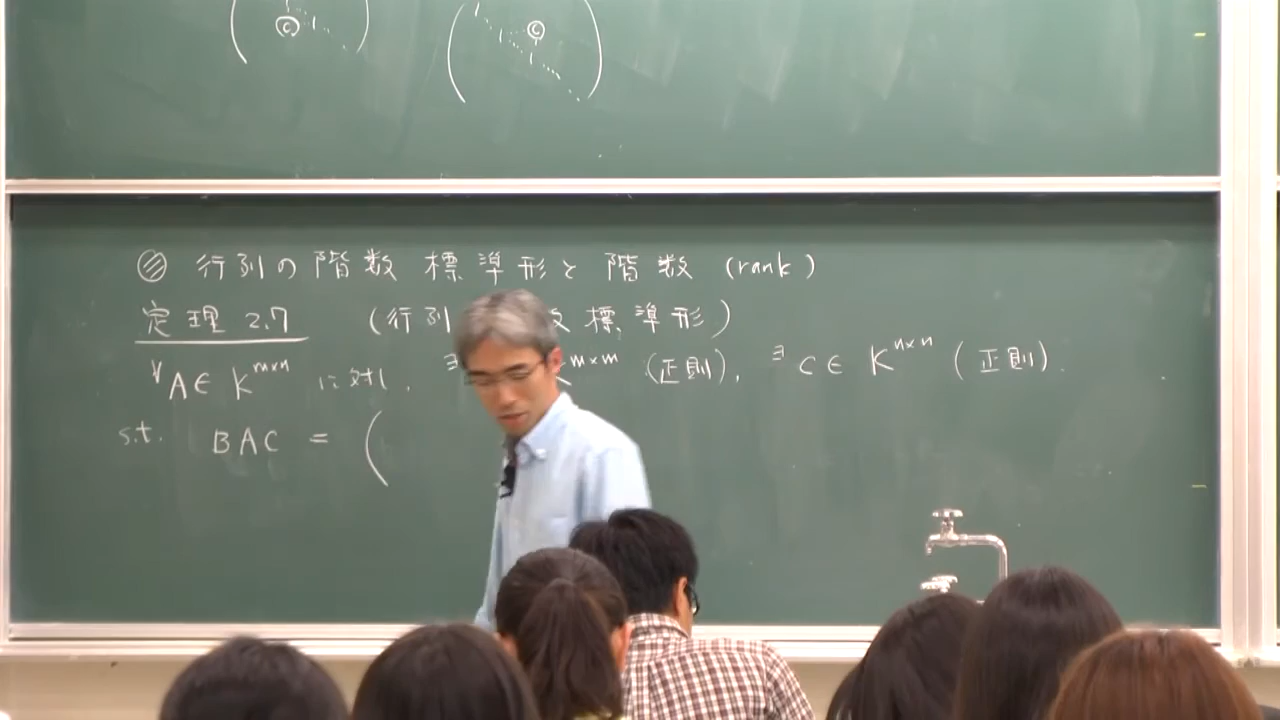 行列の階数標準形と階数 (rank)
定理 2.7 (行列 標準形)
∀A∈K^{m×n} に対し, ∃ K^{m×m} (正則), ∃C∈K^{n×n} (正則).
s.t. BAC = (